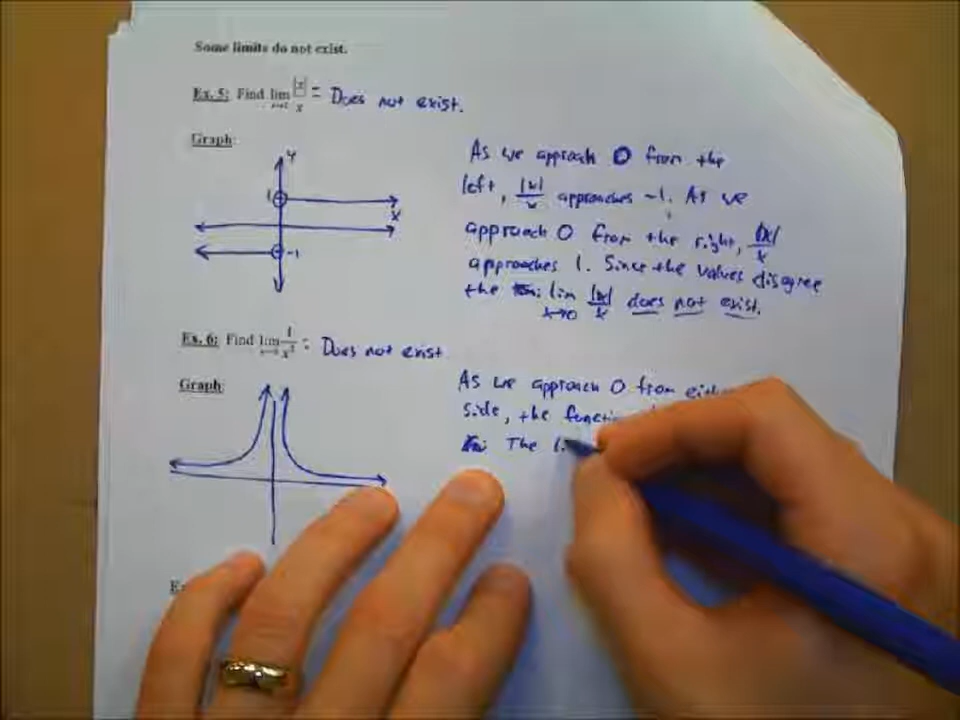 Some limits do not exist.
Ex. 5: Find lim |x|/x = Does not exist.
Graph:
y
1
x
-1
As we approach 0 from the
left, |x|/x approaches -1. As we
approach 0 from the right, |x|/x
approaches 1. Since the values disagree
the lim x→0 |x|/x does not exist.
Ex. 6: Find lim 1/x² = Does not exist
Graph:
As we approach 0 from
side, the
The